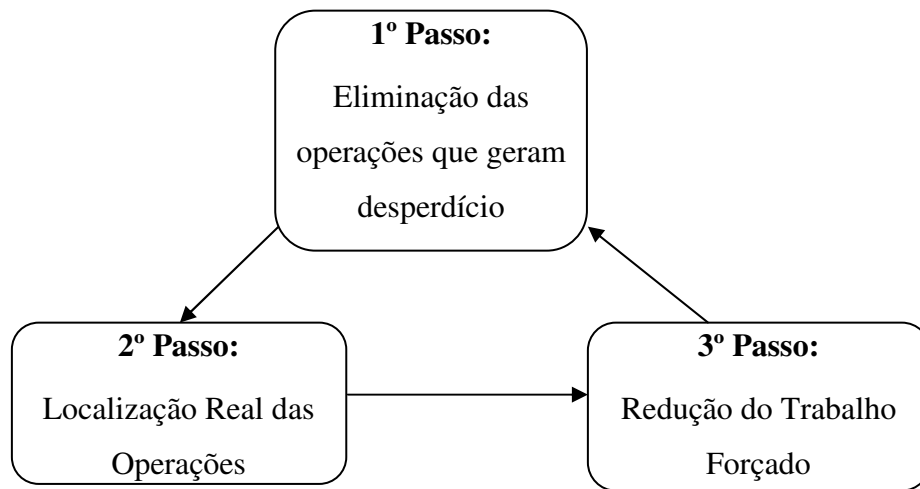 1º Passo:
Eliminação das
operações que geram
desperdício
2º Passo:
Localização Real das
Operações
3º Passo:
Redução do Trabalho
Forçado